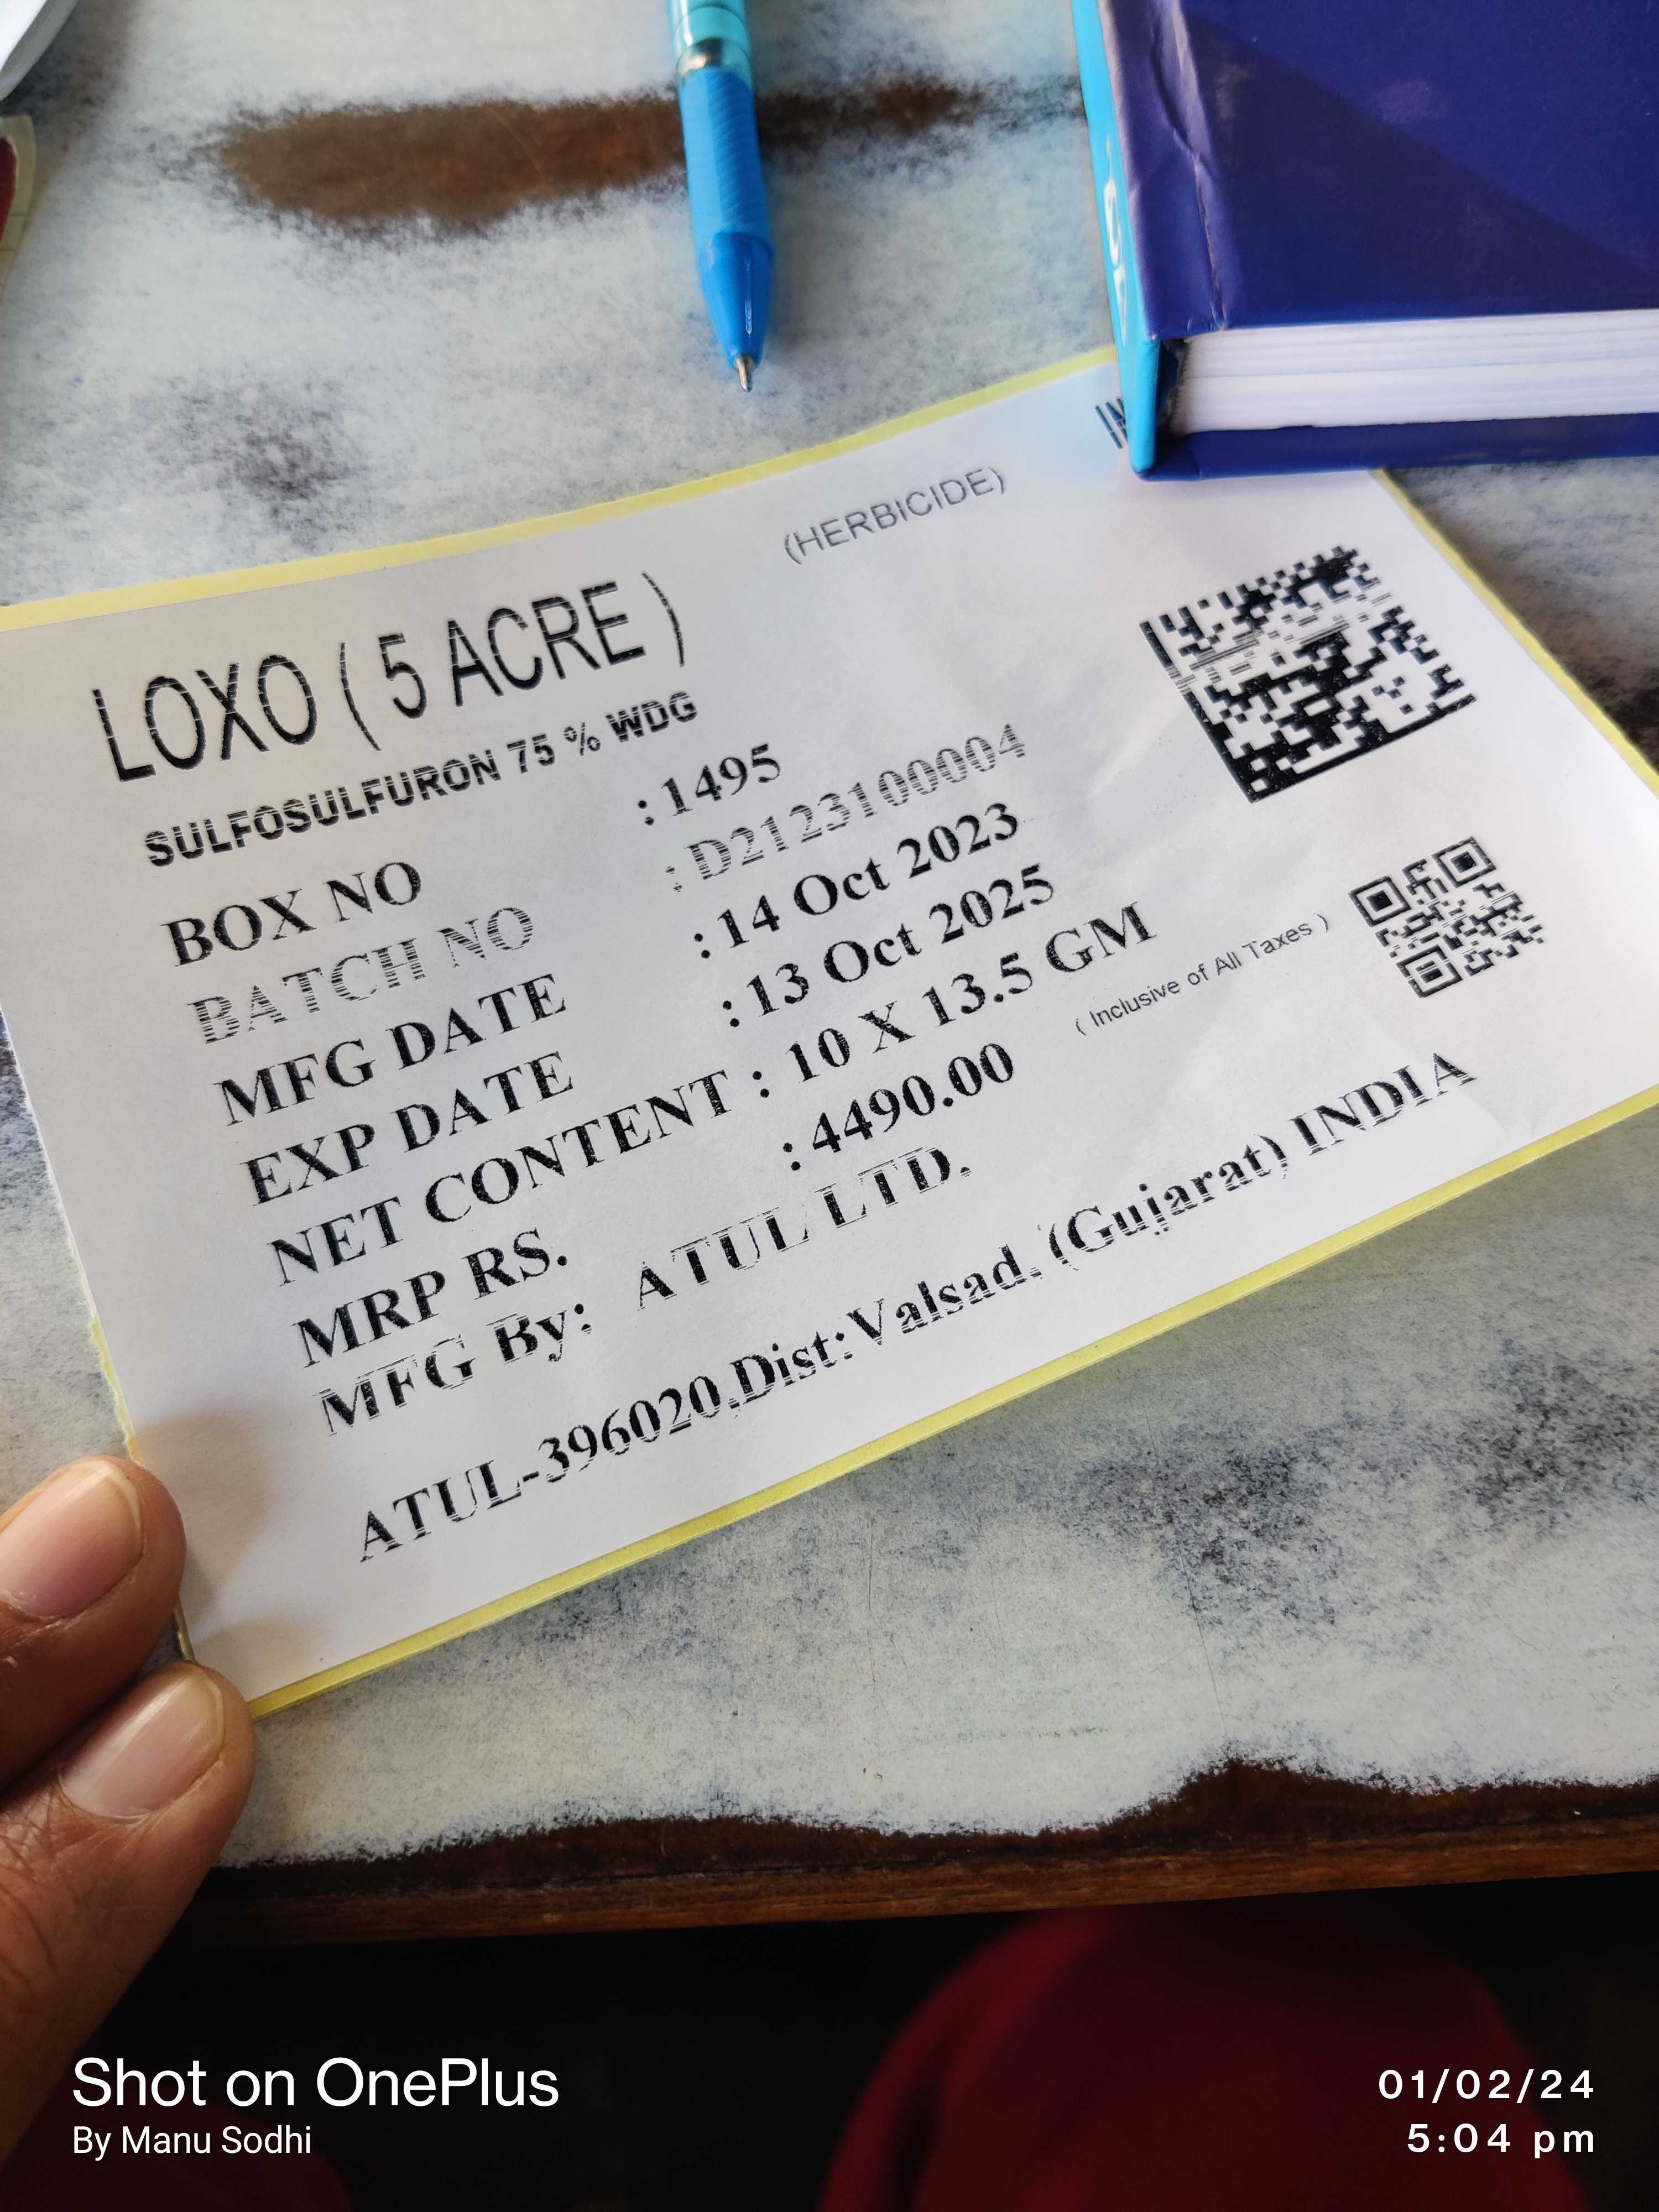 (HERBICIDE)
LOXO ( 5 ACRE )
SULFOSULFURON 75 % WDG
BOX NO : 1495
BATCH NO : D2123100004
MFG DATE : 14 Oct 2023
EXP DATE : 13 Oct 2025
NET CONTENT : 10 X 13.5 GM
MRP RS. : 4490.00 ( Inclusive of All Taxes )
MFG By: ATUL LTD.
ATUL-396020,Dist:Valsad, (Gujarat) INDIA
Shot on OnePlus
By Manu Sodhi
01/02/24
5:04 pm